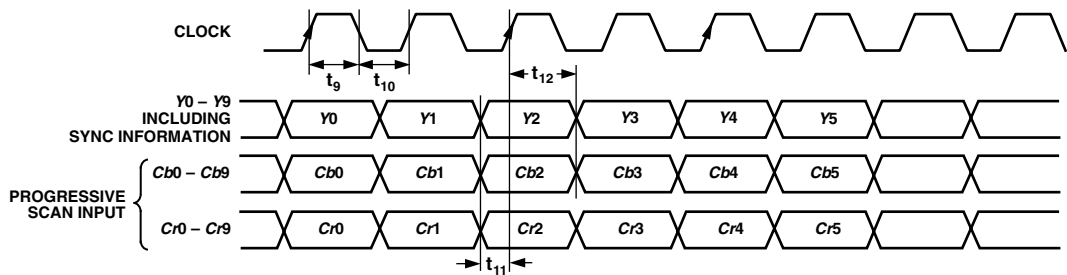 CLOCK
t9 t10 t12
Y0 – Y9
INCLUDING
SYNC INFORMATION
Y0 Y1 Y2 Y3 Y4 Y5
Cb0 – Cb9
Cb0 Cb1 Cb2 Cb3 Cb4 Cb5
PROGRESSIVE
SCAN INPUT
Cr0 – Cr9
Cr0 Cr1 Cr2 Cr3 Cr4 Cr5
t11